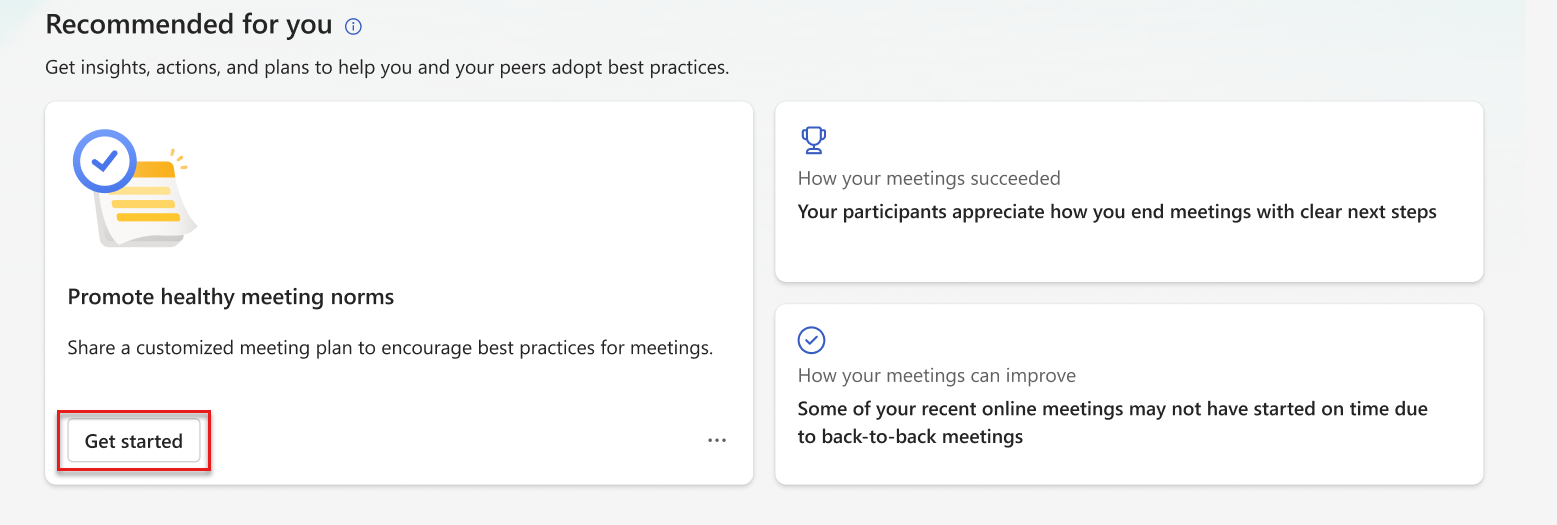 Recommended for you
Get insights, actions, and plans to help you and your peers adopt best practices.
Promote healthy meeting norms
Share a customized meeting plan to encourage best practices for meetings.
Get started
How your meetings succeeded
Your participants appreciate how you end meetings with clear next steps
How your meetings can improve
Some of your recent online meetings may not have started on time due
to back-to-back meetings